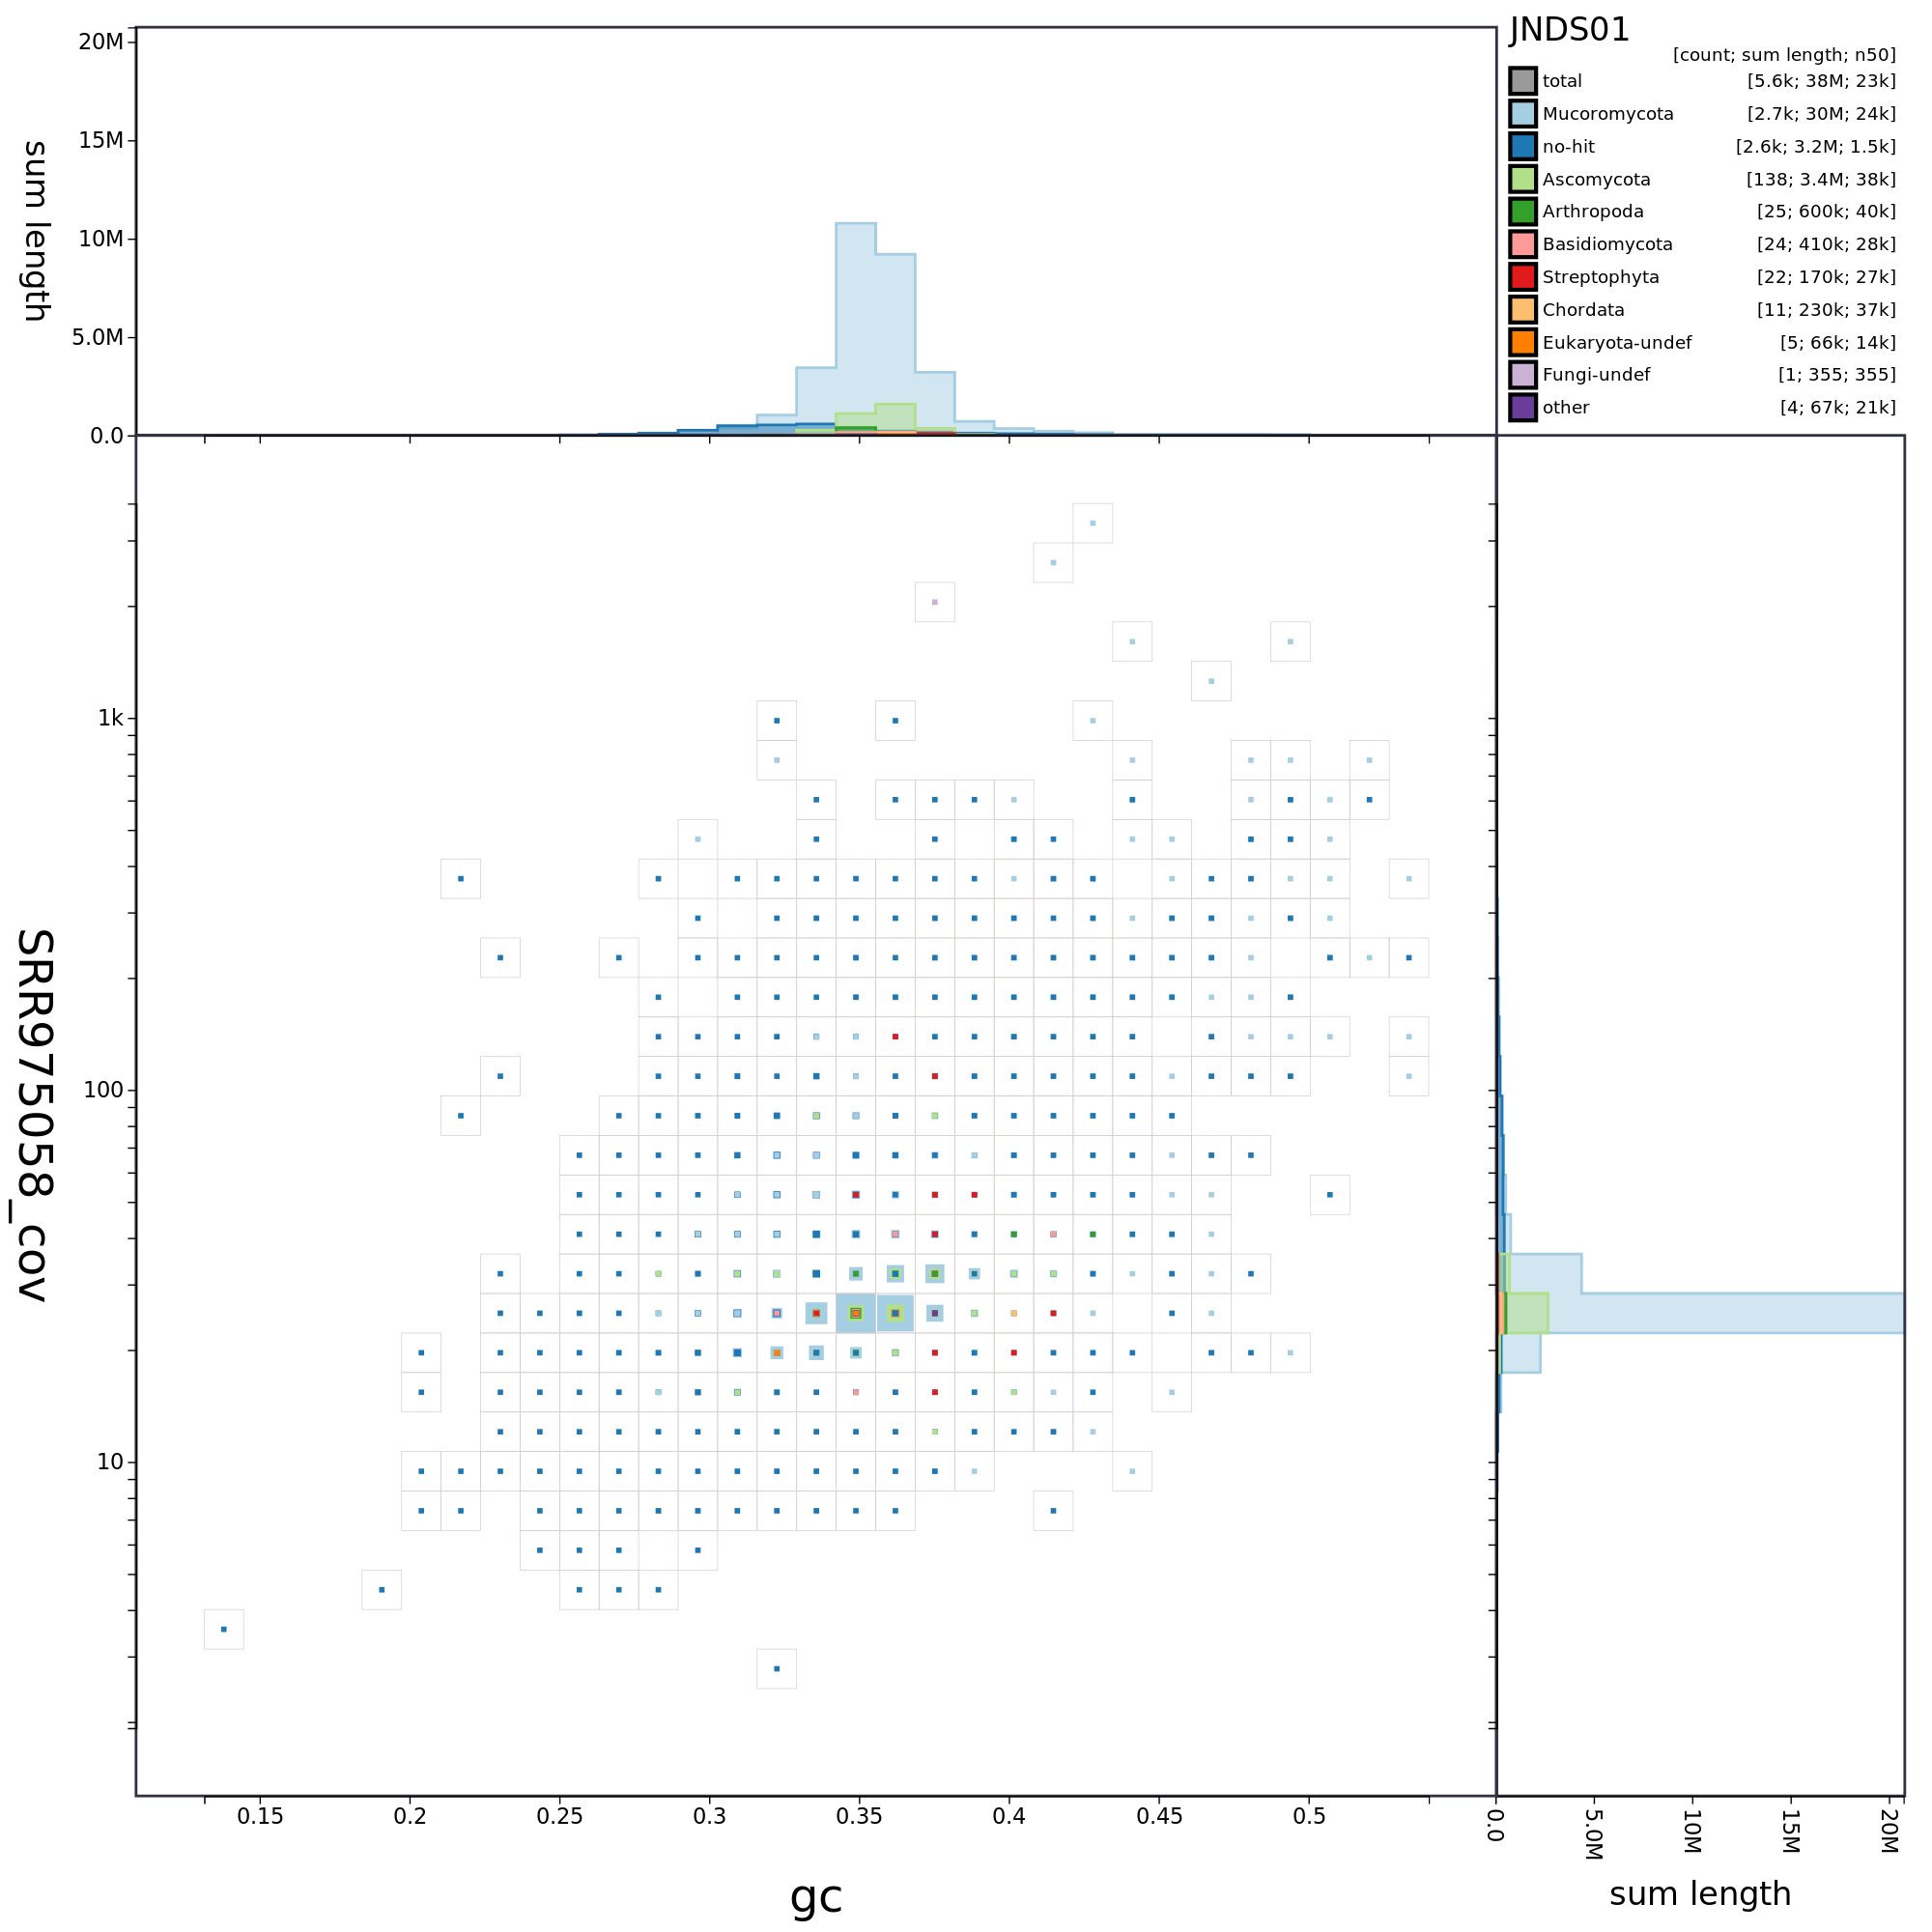 JNDS01
[count; sum length; n50]
total [5.6k; 38M; 23k]
Mucoromycota [2.7k; 30M; 24k]
no-hit [2.6k; 3.2M; 1.5k]
Ascomycota [138; 3.4M; 38k]
Arthropoda [25; 600k; 40k]
Basidiomycota [24; 410k; 28k]
Streptophyta [22; 170k; 27k]
Chordata [11; 230k; 37k]
Eukaryota-undef [5; 66k; 14k]
Fungi-undef [1; 355; 355]
other [4; 67k; 21k]
20M
15M
10M
5.0M
0.0
sum length
1k
100
10
SRR975058_cov
0.15 0.2 0.25 0.3 0.35 0.4 0.45 0.5
gc
0.0 5.0M 10M 15M 20M
sum length